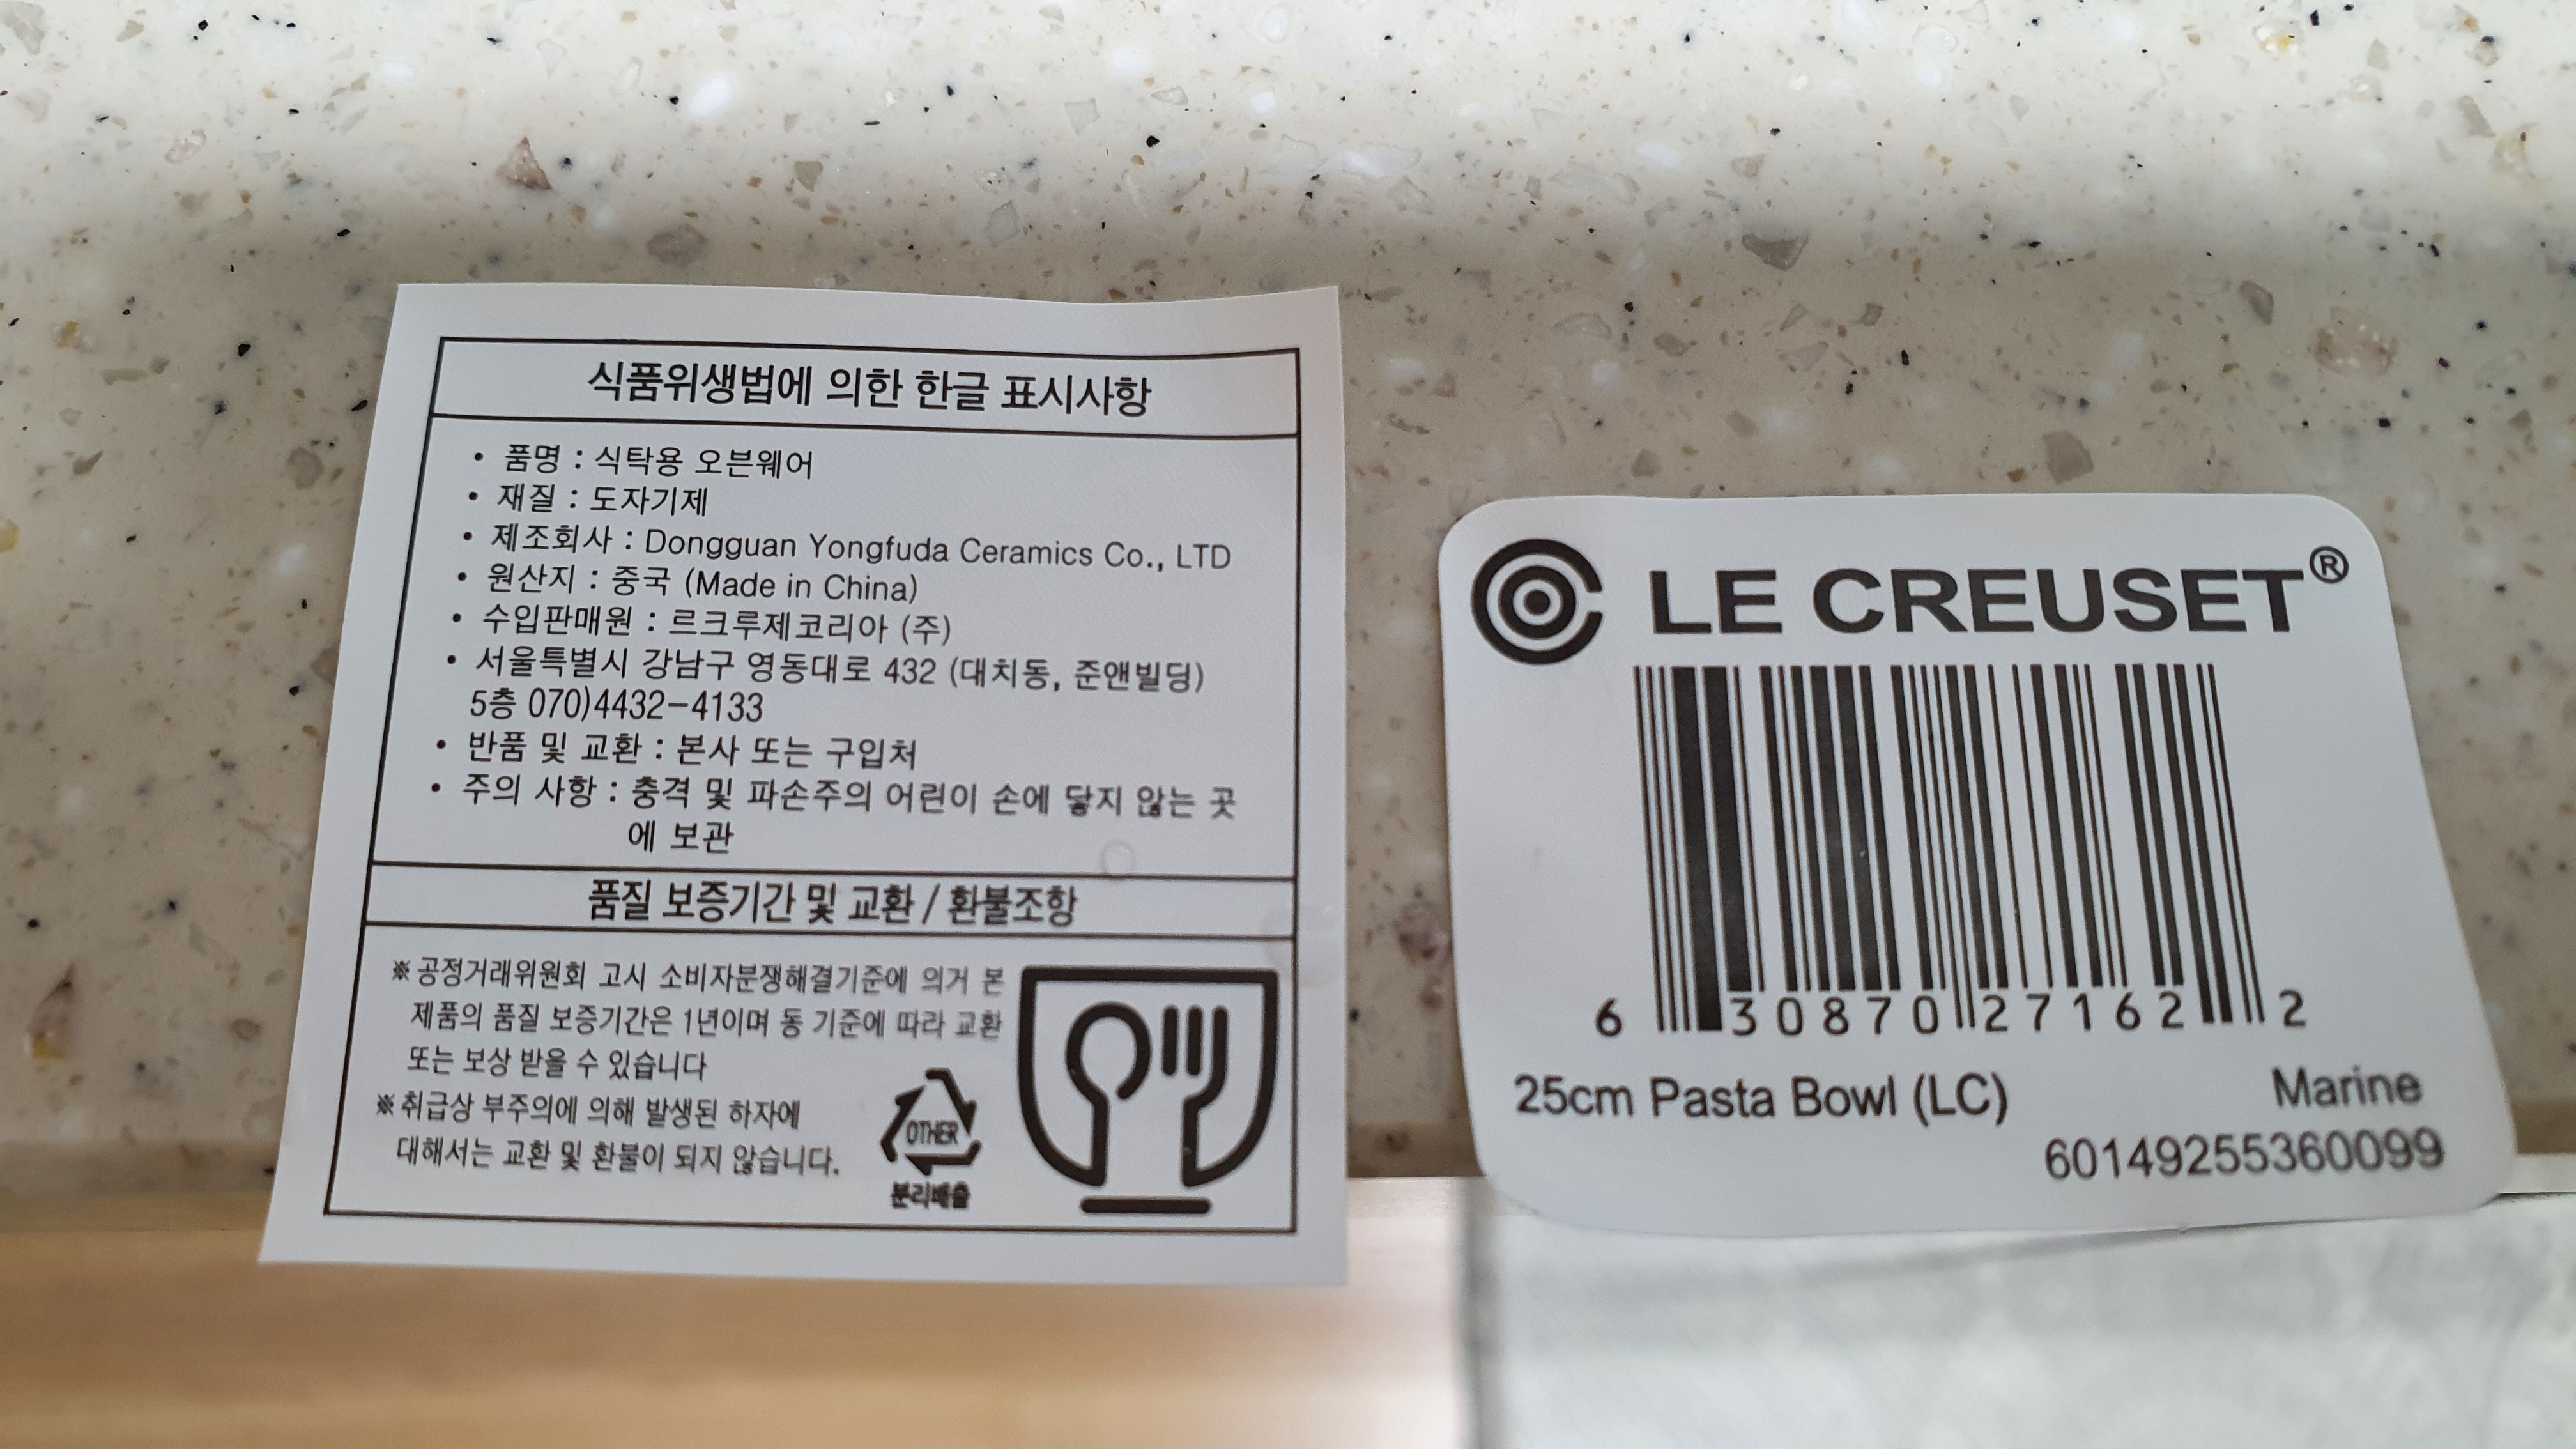 식품위생법에 의한 한글 표시사항
• 품명 : 식탁용 오븐웨어
• 재질 : 도자기제
• 제조회사 : Dongguan Yongfuda Ceramics Co., LTD
• 원산지 : 중국 (Made in China)
• 수입판매원 : 르크루제코리아 (주)
• 서울특별시 강남구 영동대로 432 (대치동, 준앤빌딩)
5층 070)4432-4133
• 반품 및 교환 : 본사 또는 구입처
• 주의 사항 : 충격 및 파손주의 어린이 손에 닿지 않는 곳
에 보관
품질 보증기간 및 교환 / 환불조항
※ 공정거래위원회 고시 소비자분쟁해결기준에 의거 본
제품의 품질 보증기간은 1년이며 동 기준에 따라 교환
또는 보상 받을 수 있습니다
※ 취급상 부주의에 의해 발생된 하자에
대해서는 교환 및 환불이 되지 않습니다.
OTHER
분리배출
LE CREUSET®
6 30870 27162 2
25cm Pasta Bowl (LC)
Marine
60149255360099